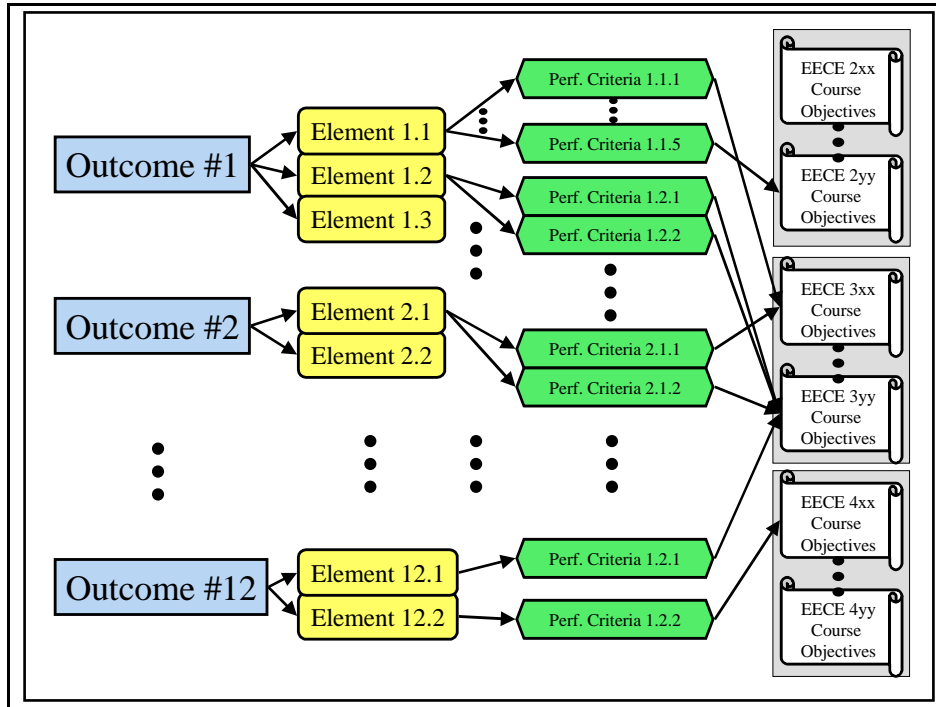 Outcome #1
Element 1.1
Element 1.2
Element 1.3
Perf. Criteria 1.1.1
Perf. Criteria 1.1.5
Perf. Criteria 1.2.1
Perf. Criteria 1.2.2
EECE 2xx
Course
Objectives
EECE 2yy
Course
Objectives
Outcome #2
Element 2.1
Element 2.2
Perf. Criteria 2.1.1
Perf. Criteria 2.1.2
EECE 3xx
Course
Objectives
EECE 3yy
Course
Objectives
Outcome #12
Element 12.1
Element 12.2
Perf. Criteria 1.2.1
Perf. Criteria 1.2.2
EECE 4xx
Course
Objectives
EECE 4yy
Course
Objectives